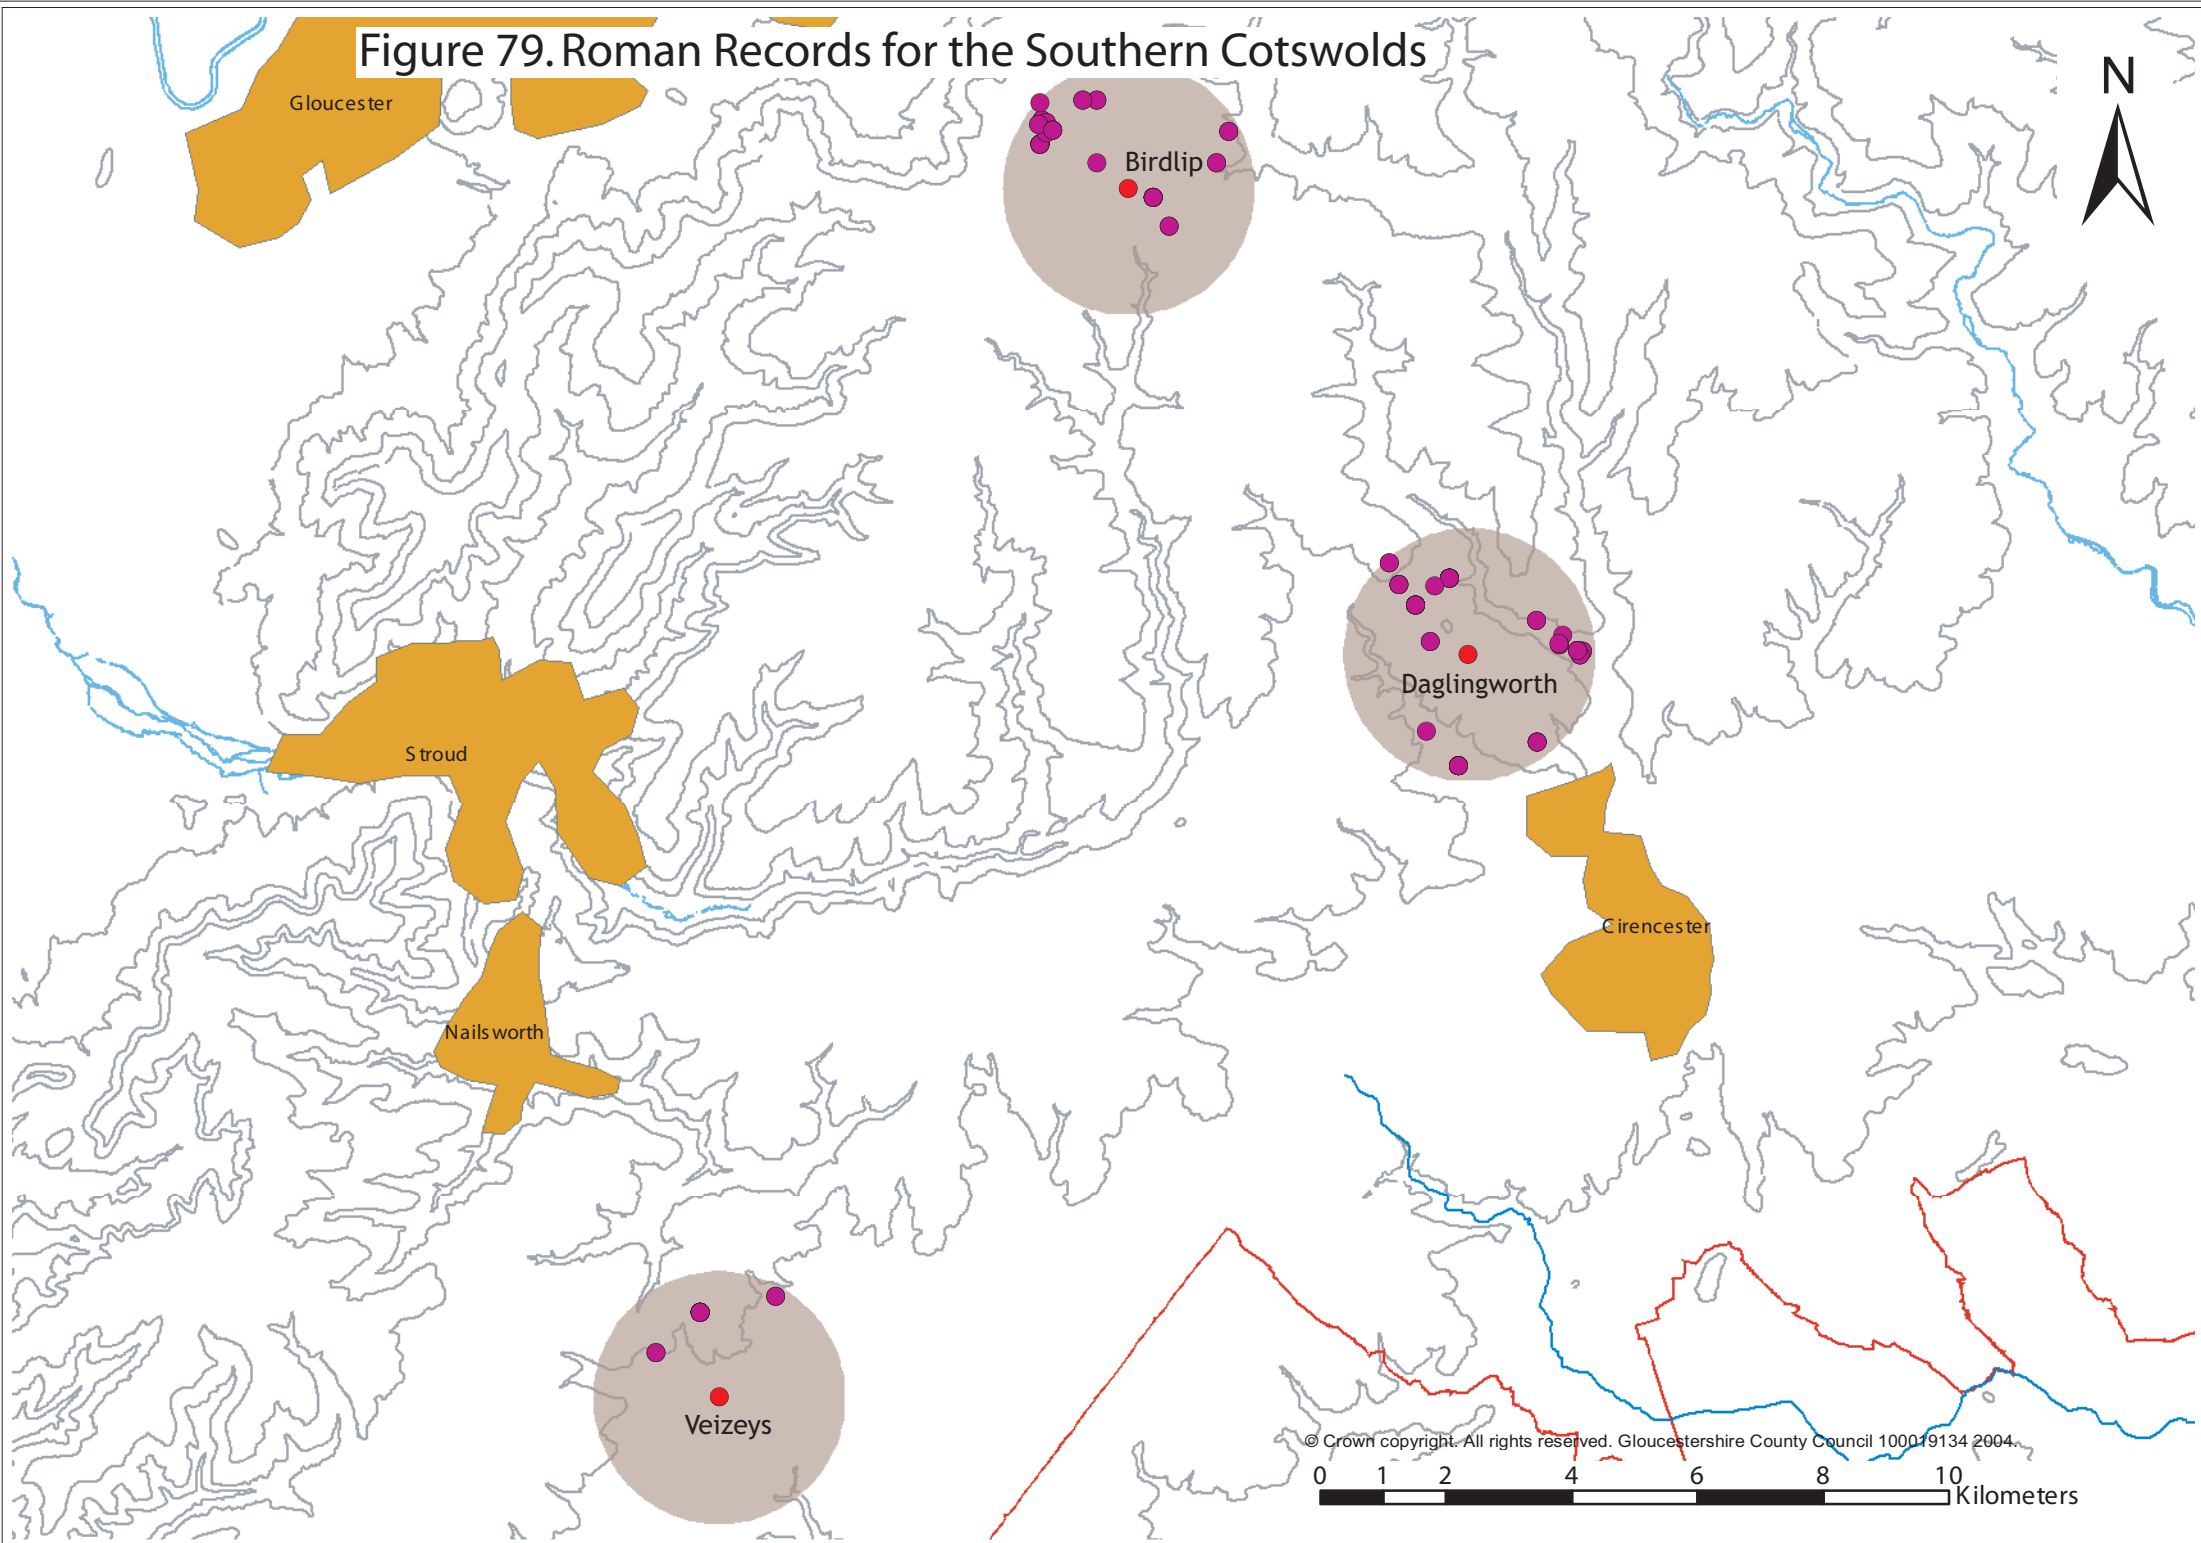 Figure 79. Roman Records for the Southern Cotswolds
N
Gloucester
Birdlip
Daglingworth
Stroud
Cirencester
Nailsworth
Veizeys
© Crown copyright. All rights reserved. Gloucestershire County Council 100019134 2004.
0 1 2 4 6 8 10
Kilometers